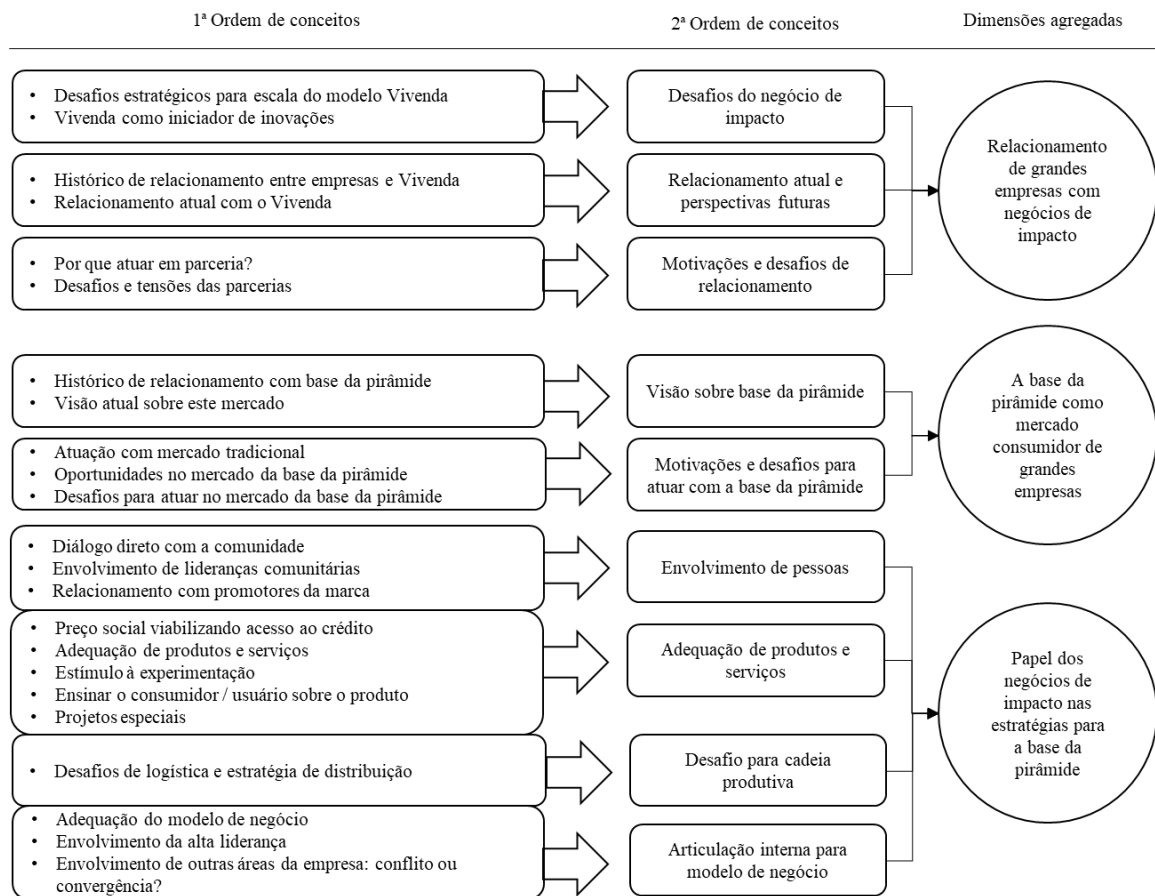 1ª Ordem de conceitos
2ª Ordem de conceitos
Dimensões agregadas
• Desafios estratégicos para escala do modelo Vivenda
• Vivenda como iniciador de inovações
Desafios do negócio de
impacto
• Histórico de relacionamento entre empresas e Vivenda
• Relacionamento atual com o Vivenda
Relacionamento atual e
perspectivas futuras
• Por que atuar em parceria?
• Desafios e tensões das parcerias
Motivações e desafios de
relacionamento
Relacionamento
de grandes
empresas com
negócios de
impacto
• Histórico de relacionamento com base da pirâmide
• Visão atual sobre este mercado
Visão sobre base da pirâmide
• Atuação com mercado tradicional
• Oportunidades no mercado da base da pirâmide
• Desafios para atuar no mercado da base da pirâmide
Motivações e desafios para
atuar com a base da pirâmide
A base da
pirâmide como
mercado
consumidor de
grandes
empresas
• Diálogo direto com a comunidade
• Envolvimento de lideranças comunitárias
• Relacionamento com promotores da marca
Envolvimento de pessoas
• Preço social viabilizando acesso ao crédito
• Adequação de produtos e serviços
• Estímulo à experimentação
• Ensinar o consumidor / usuário sobre o produto
• Projetos especiais
Adequação de produtos e
serviços
• Desafios de logística e estratégia de distribuição
Desafio para cadeia
produtiva
• Adequação do modelo de negócio
• Envolvimento da alta liderança
• Envolvimento de outras áreas da empresa: conflito ou
convergência?
Articulação interna para
modelo de negócio
Papel dos
negócios de
impacto nas
estratégias para
a base da
pirâmide